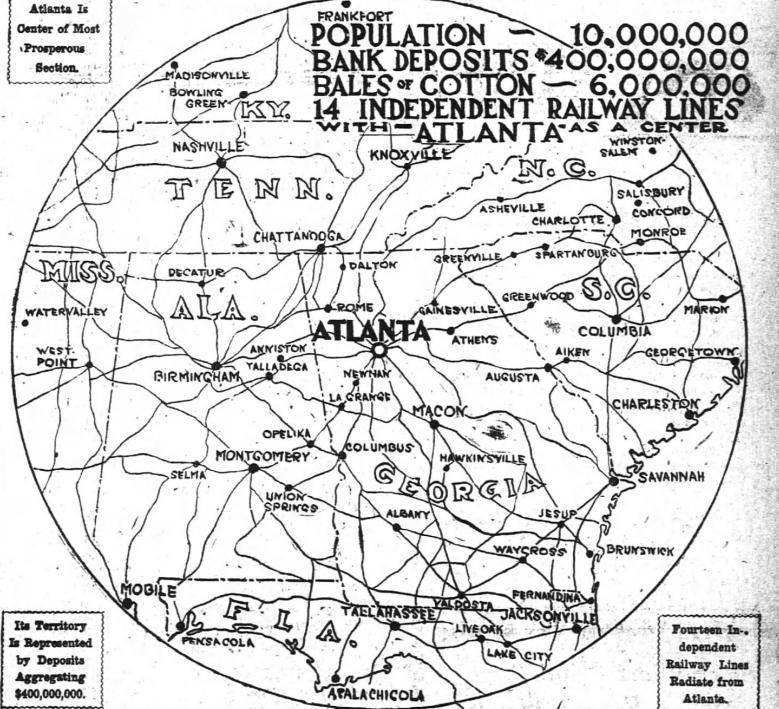 Atlanta Is
Center of Most
Prosperous
Section.
FRANKFORT
POPULATION — 10,000,000
BANK DEPOSITS $400,000,000
BALES OF COTTON — 6,000,000
14 INDEPENDENT RAILWAY LINES
WITH — ATLANTA AS A CENTER
MADISONVILLE
BOWLING
GREEN
KY.
WINSTON-
SALEM
NASHVILLE
KNOXVILLE
N.C.
TENN.
SALISBURY
ASHEVILLE
CONCORD
CHARLOTTE
CHATTANOOGA
MONROE
GREENVILLE
SPARTANBURG
MISS.
DECATUR
DALTON
S.C.
ALA.
WATERVALLEY
ROME
GAINESVILLE
GREENWOOD
MARION
ATLANTA
ATHENS
COLUMBIA
WEST-
POINT
ANNISTON
AIKEN
GEORGETOWN
TALLADEGA
BIRMINGHAM
NEWNAN
AUGUSTA
LA GRANGE
MACON
CHARLESTON
OPELIKA
COLUMBUS
MONTGOMERY
HAWKINSVILLE
SELMA
GEORGIA
SAVANNAH
UNION
SPRINGS
ALBANY
JESUP
WAYCROSS
BRUNSWICK
MOBILE
FERNANDINA
VALDOSTA
FLA.
TALLAHASSEE
JACKSONVILLE
LIVEOAK
PENSACOLA
LAKE CITY
APALACHICOLA
Its Territory
Is Represented
by Deposits
Aggregating
$400,000,000.
Fourteen In-
dependent
Railway Lines
Radiate from
Atlanta.